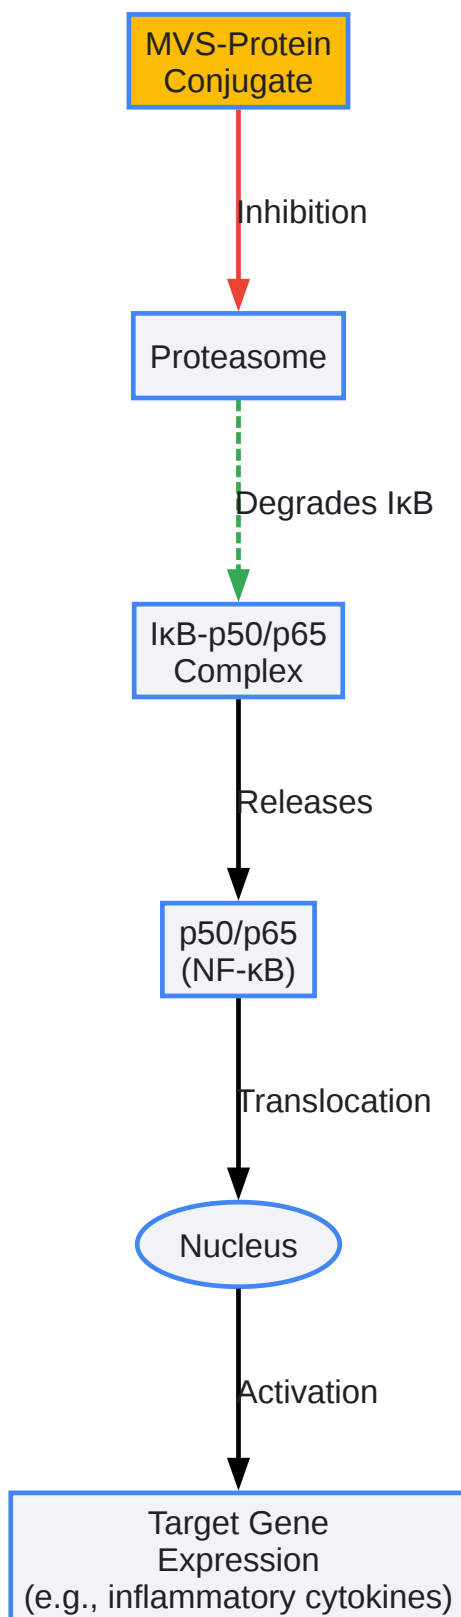 MVS-Protein
Conjugate
Inhibition
Proteasome
Degrades IκB
IκB-p50/p65
Complex
Releases
p50/p65
(NF-κB)
Translocation
Nucleus
Activation
Target Gene
Expression
(e.g., inflammatory cytokines)